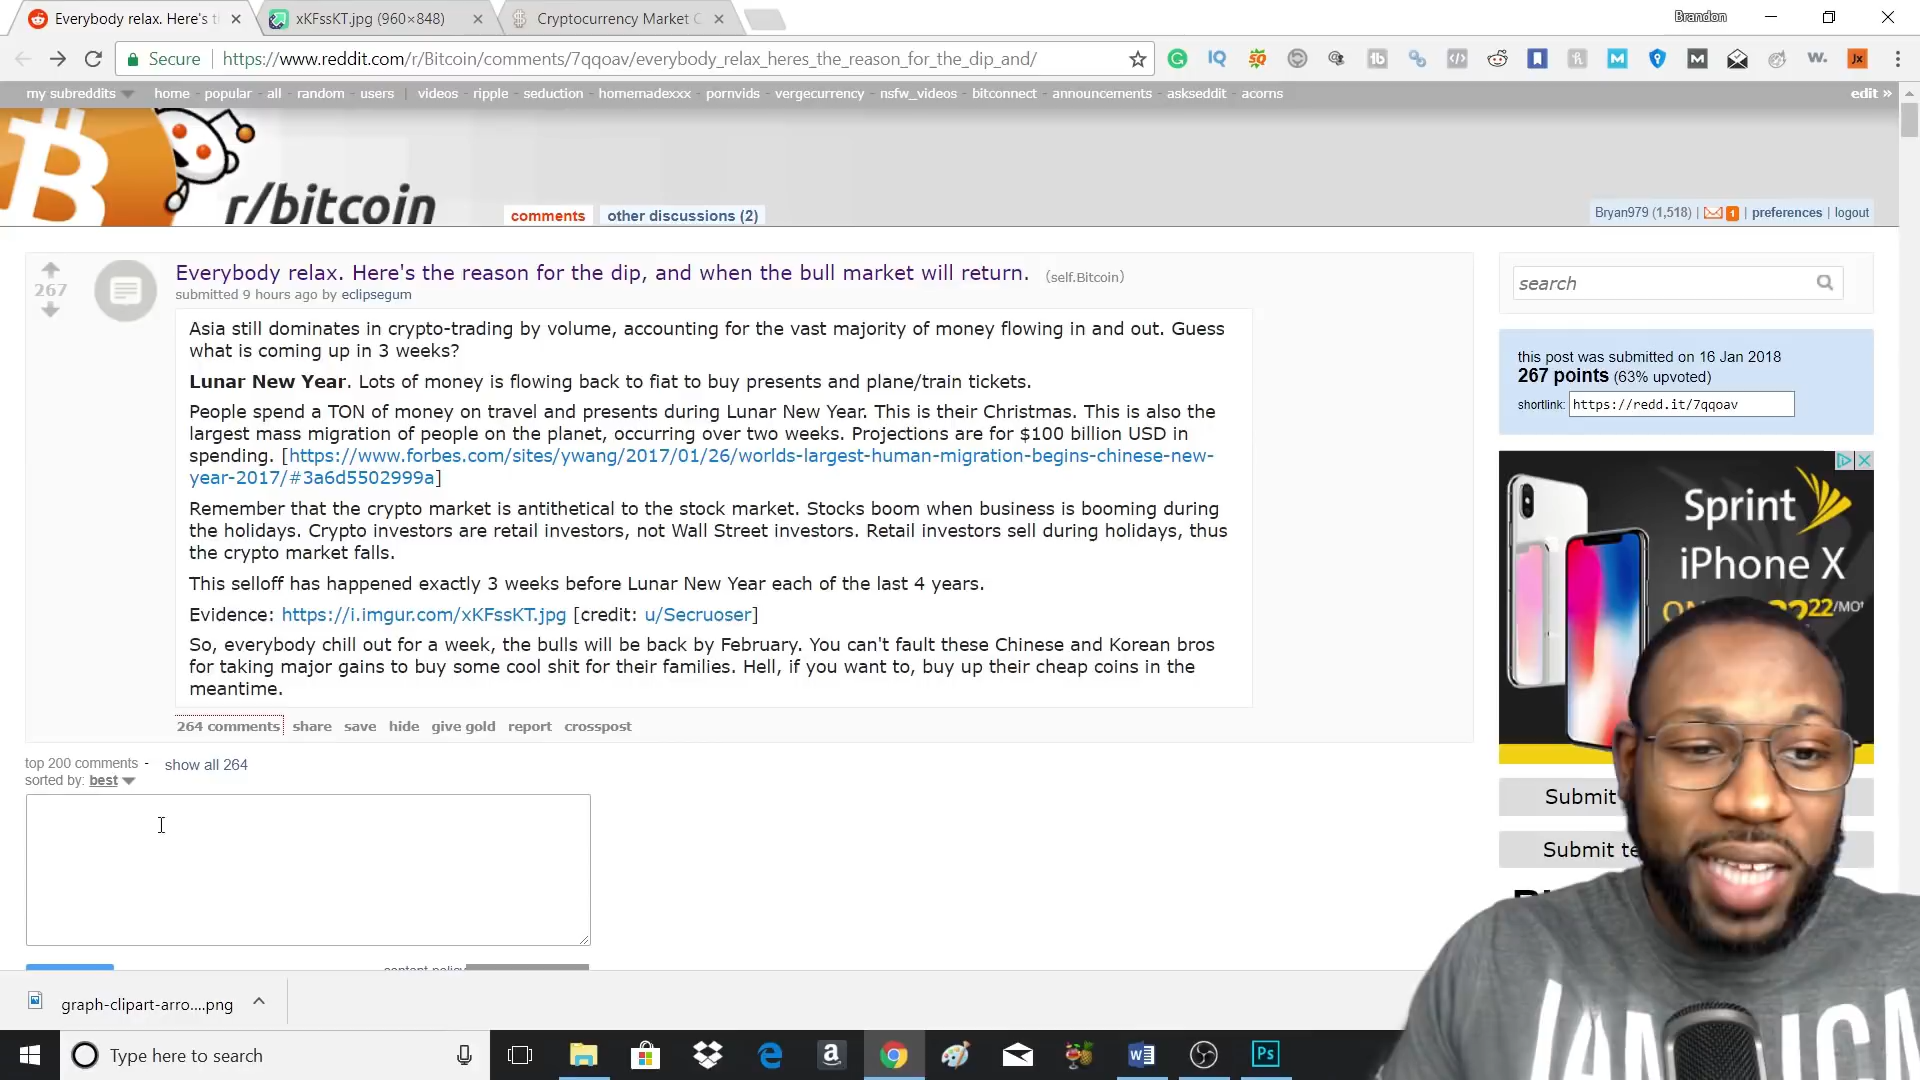 Everybody relax. Here's t
xKFssKT.jpg (960×848)
Cryptocurrency Market C
Brandon
Secure
https://www.reddit.com/r/Bitcoin/comments/7qqoav/everybody_relax_heres_the_reason_for_the_dip_and/
my subreddits home - popular - all - random - users | videos - ripple - seduction - homemadexxx - pornvids - vergecurrency - nsfw_videos - bitconnect - announcements - askseddit - acorns
edit »
r/bitcoin
comments
other discussions (2)
Bryan979 (1,518) | 1 | preferences | logout
267
Everybody relax. Here's the reason for the dip, and when the bull market will return. (self.Bitcoin)
submitted 9 hours ago by eclipsegum
Asia still dominates in crypto-trading by volume, accounting for the vast majority of money flowing in and out. Guess
what is coming up in 3 weeks?
Lunar New Year. Lots of money is flowing back to fiat to buy presents and plane/train tickets.
People spend a TON of money on travel and presents during Lunar New Year. This is their Christmas. This is also the
largest mass migration of people on the planet, occurring over two weeks. Projections are for $100 billion USD in
spending. [https://www.forbes.com/sites/ywang/2017/01/26/worlds-largest-human-migration-begins-chinese-new-
year-2017/#3a6d5502999a]
Remember that the crypto market is antithetical to the stock market. Stocks boom when business is booming during
the holidays. Crypto investors are retail investors, not Wall Street investors. Retail investors sell during holidays, thus
the crypto market falls.
This selloff has happened exactly 3 weeks before Lunar New Year each of the last 4 years.
Evidence: https://i.imgur.com/xKFssKT.jpg [credit: u/Secruoser]
So, everybody chill out for a week, the bulls will be back by February. You can't fault these Chinese and Korean bros
for taking major gains to buy some cool shit for their families. Hell, if you want to, buy up their cheap coins in the
meantime.
264 comments share save hide give gold report crosspost
top 200 comments - show all 264
sorted by: best
search
this post was submitted on 16 Jan 2018
267 points (63% upvoted)
shortlink: https://redd.it/7qqoav
Sprint
iPhone X
22/MO
Submit
Submit te
content policy
graph-clipart-arro....png
Type here to search